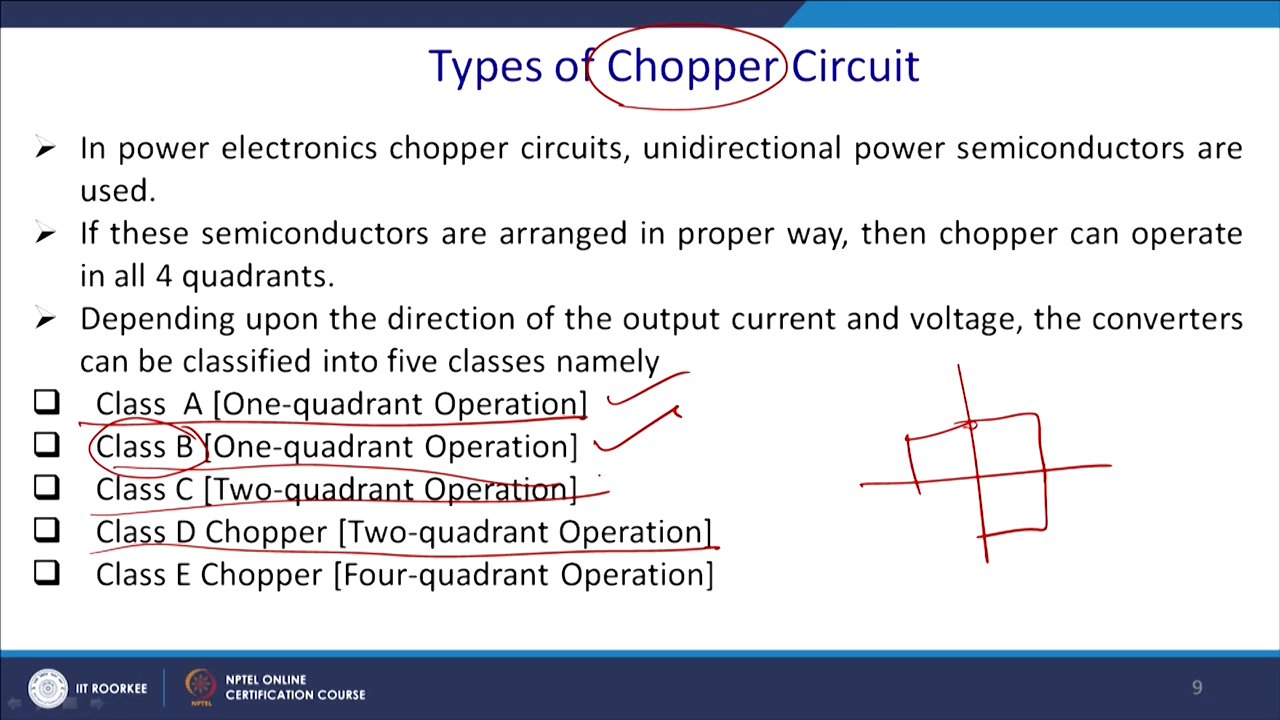 Types of Chopper Circuit
In power electronics chopper circuits, unidirectional power semiconductors are
used.
If these semiconductors are arranged in proper way, then chopper can operate
in all 4 quadrants.
Depending upon the direction of the output current and voltage, the converters
can be classified into five classes namely
Class A [One-quadrant Operation]
Class B [One-quadrant Operation]
Class C [Two-quadrant Operation]
Class D Chopper [Two-quadrant Operation]
Class E Chopper [Four-quadrant Operation]
IIT ROORKEE
NPTEL
NPTEL ONLINE
CERTIFICATION COURSE
9